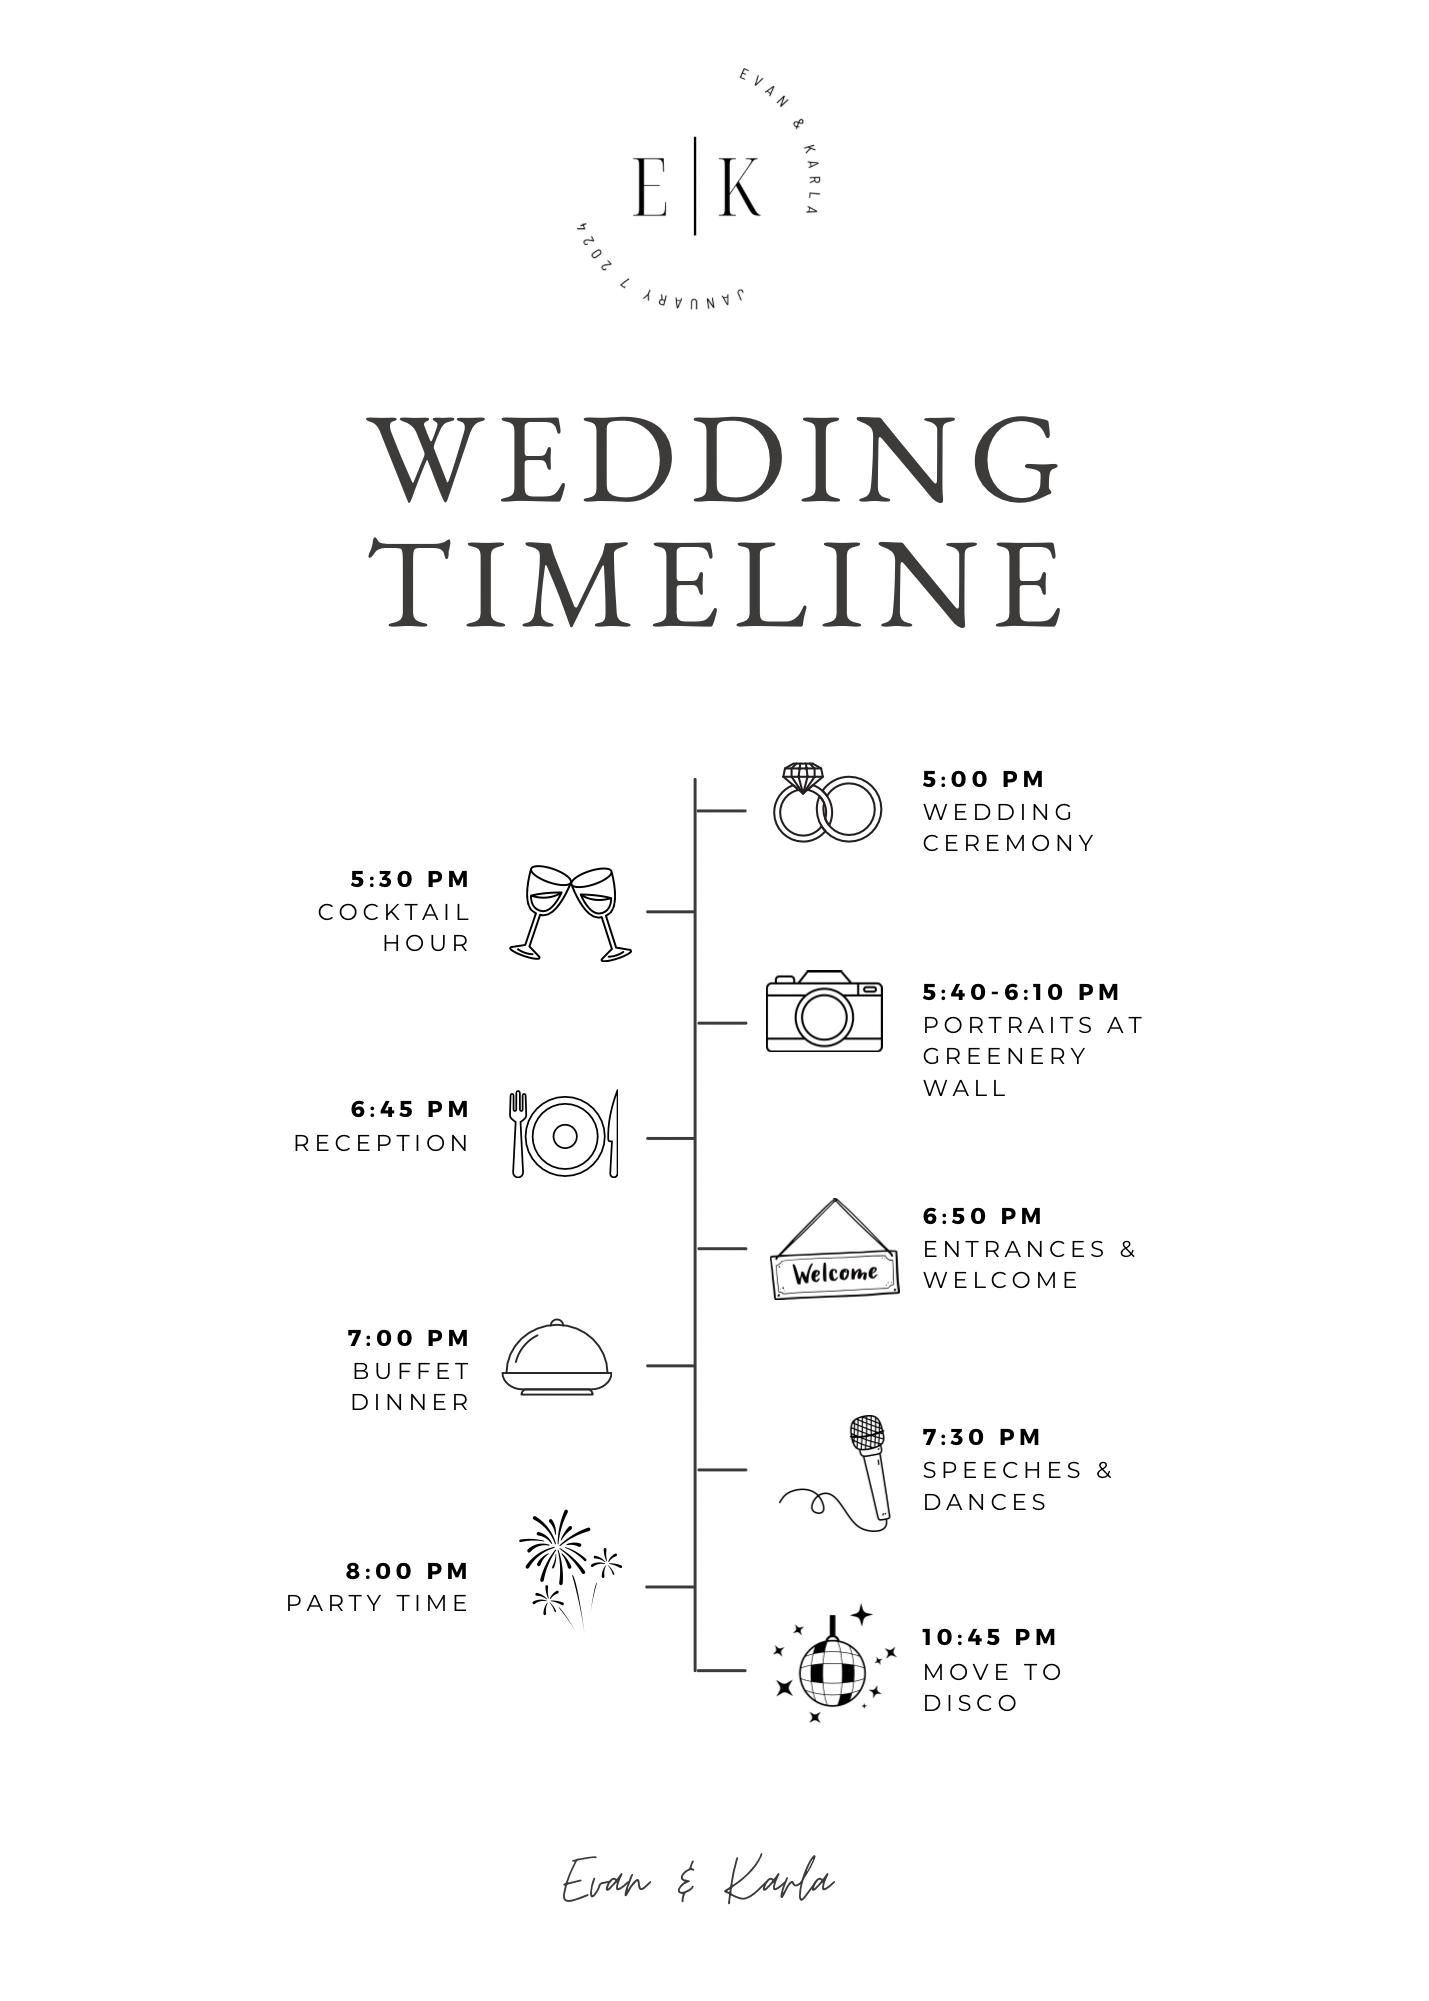 EVAN & KARLA
E|K
JANUARY 7 2024
WEDDING
TIMELINE
5:00 PM
WEDDING
CEREMONY
5:30 PM
COCKTAIL
HOUR
5:40-6:10 PM
PORTRAITS AT
GREENERY
WALL
6:45 PM
RECEPTION
6:50 PM
ENTRANCES &
WELCOME
Welcome
7:00 PM
BUFFET
DINNER
7:30 PM
SPEECHES &
DANCES
8:00 PM
PARTY TIME
10:45 PM
MOVE TO
DISCO
Evan & Karla